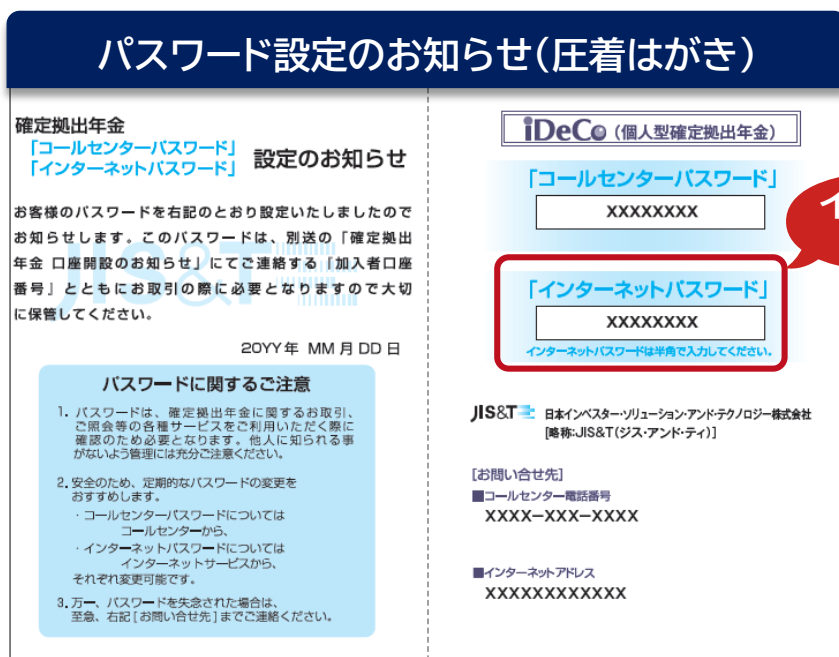 パスワード設定のお知らせ(圧着はがき)
確定拠出年金
「コールセンターパスワード」
「インターネットパスワード」
設定のお知らせ
お客様のパスワードを右記のとおり設定いたしましたので
お知らせします。このパスワードは、別送の「確定拠出
年金 口座開設のお知らせ」にてご連絡する「加入者口座
番号」とともにお取引の際に必要となりますので大切
に保管してください。
20YY年 MM月DD日
JIS&T
パスワードに関するご注意
1. パスワードは、確定拠出年金に関するお取引、
ご照会等の各種サービスをご利用いただく際に
確認のため必要となります。他人に知られる事
がないよう管理には充分ご注意ください。
2. 安全のため、定期的なパスワードの変更を
おすすめします。
・コールセンターパスワードについては
コールセンターから、
・インターネットパスワードについては
インターネットサービスから、
それぞれ変更可能です。
3. 万一、パスワードを失念された場合は、
至急、右記[お問い合せ先]までご連絡ください。
iDeCo(個人型確定拠出年金)
「コールセンターパスワード」
XXXXXXXX
1
「インターネットパスワード」
XXXXXXXX
インターネットパスワードは半角で入力してください。
JIS&T 日本インベスター・ソリューション・アンド・テクノロジー株式会社
[略称:JIS&T(ジス・アンド・ティ)]
[お問い合せ先]
■コールセンター電話番号
XXXX−XXX−XXXX
■インターネットアドレス
XXXXXXXXXXXX